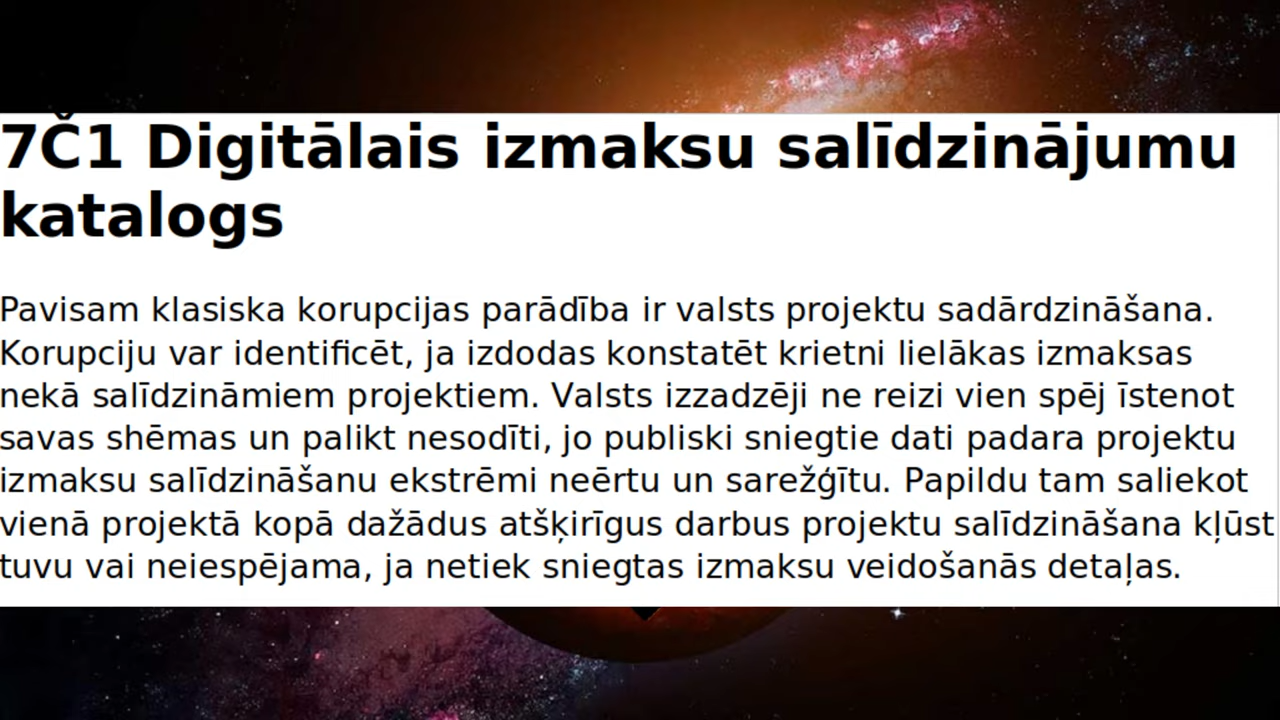 7Č1 Digitālais izmaksu salīdzinājumu
katalogs
Pavisam klasiska korupcijas parādība ir valsts projektu sadārdzināšana.
Korupciju var identificēt, ja izdodas konstatēt krietni lielākas izmaksas
nekā salīdzināmiem projektiem. Valsts izzadzēji ne reizi vien spēj īstenot
savas shēmas un palikt nesodīti, jo publiski sniegtie dati padara projektu
izmaksu salīdzināšanu ekstrēmi neērtu un sarežģītu. Papildu tam saliekot
vienā projektā kopā dažādus atšķirīgus darbus projektu salīdzināšana kļūst
tuvu vai neiespējama, ja netiek sniegtas izmaksu veidošanās detaļas.